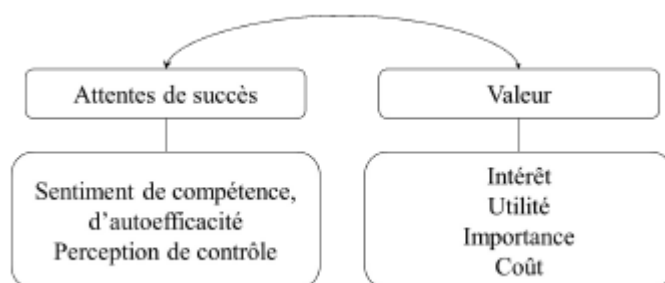 Attentes de succès
Valeur
Sentiment de compétence,
d'autoefficacité
Perception de contrôle
Intérêt
Utilité
Importance
Coût